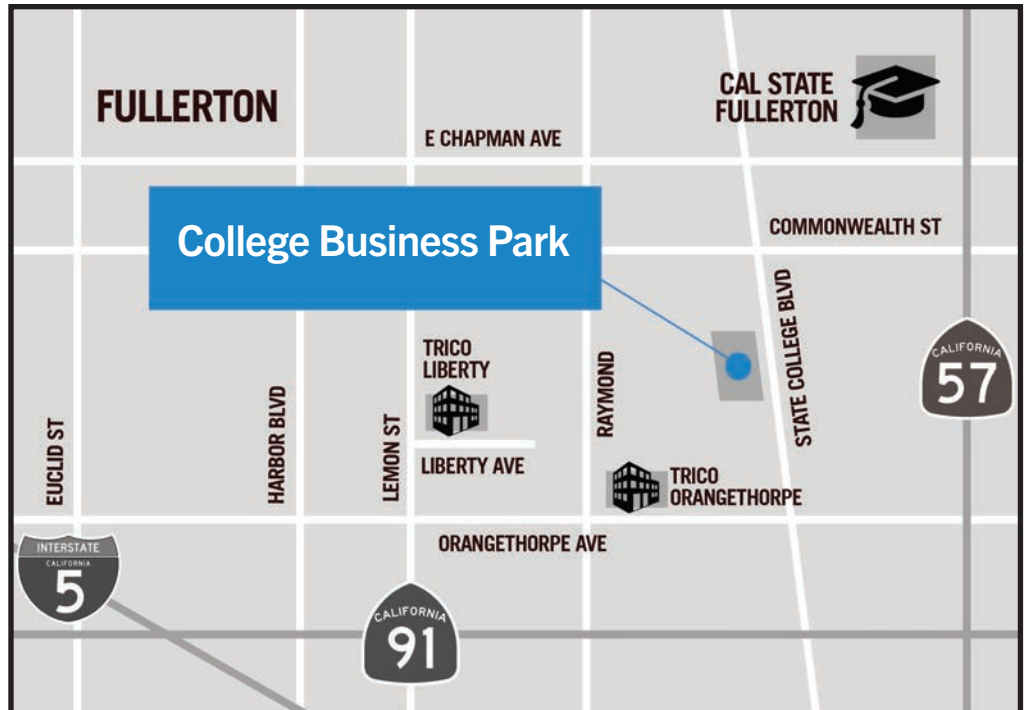 FULLERTON
CAL STATE
FULLERTON
E CHAPMAN AVE
College Business Park
COMMONWEALTH ST
TRICO
LIBERTY
RAYMOND
STATE COLLEGE BLVD
CALIFORNIA
57
EUCLID ST
HARBOR BLVD
LEMON ST
LIBERTY AVE
TRICO
ORANGETHORPE
ORANGETHORPE AVE
INTERSTATE
CALIFORNIA
5
CALIFORNIA
91